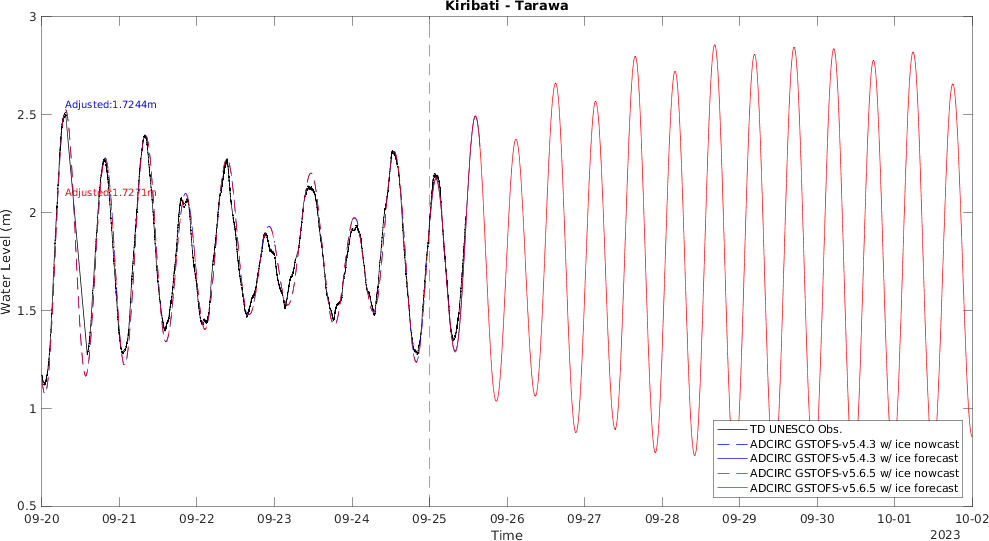 Kiribati - Tarawa
3
2.5
2
1.5
1
0.5
Water Level (m)
Adjusted:1.7244m
Adjusted:1.7271m
TD UNESCO Obs.
ADCIRC GSTOFS-v5.4.3 w/ ice nowcast
ADCIRC GSTOFS-v5.4.3 w/ ice forecast
ADCIRC GSTOFS-v5.6.5 w/ ice nowcast
ADCIRC GSTOFS-v5.6.5 w/ ice forecast
09-20 09-21 09-22 09-23 09-24 09-25 09-26 09-27 09-28 09-29 09-30 10-01 10-02
Time
2023